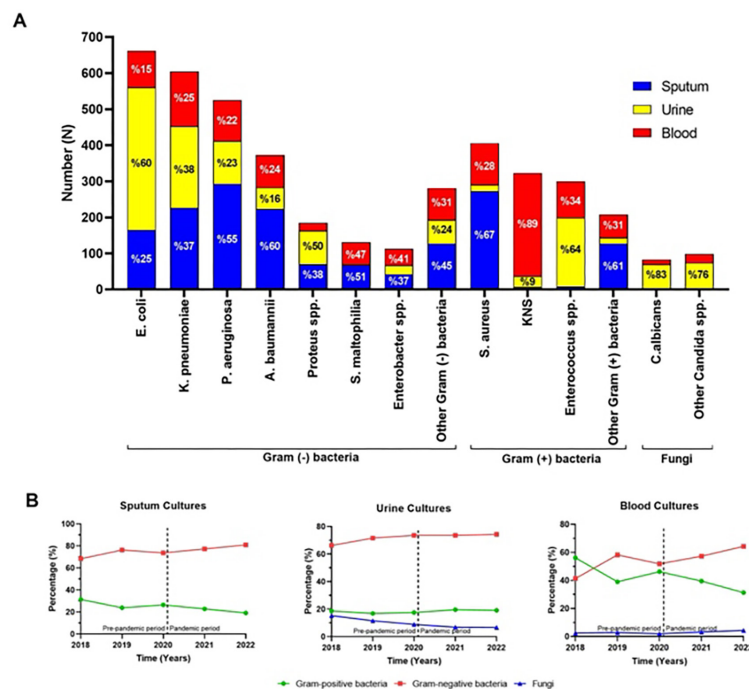 A
700
600
500
400
300
200
100
0
Number (N)
Sputum
Urine
Blood
%15
%60
%25
%25
%38
%37
%22
%23
%55
%24
%16
%60
%50
%38
%47
%51
%41
%37
%31
%24
%45
%28
%67
%89
%9
%34
%64
%31
%61
%83
%76
E. coli
K. pneumoniae
P. aeruginosa
A. baumannii
Proteus spp.
S. maltophilia
Enterobacter spp.
Other Gram (-) bacteria
S. aureus
KNS
Enterococcus spp.
Other Gram (+) bacteria
C.albicans
Other Candida spp.
Gram (-) bacteria
Gram (+) bacteria
Fungi
B
Sputum Cultures
Percentage (%)
100
80
60
40
20
0
Pre-pandemic period
Pandemic period
2018 2019 2020 2021 2022
Time (Years)
Urine Cultures
Percentage (%)
80
60
40
20
0
Pre-pandemic period
Pandemic period
2018 2019 2020 2021 2022
Time (Years)
Blood Cultures
Percentage (%)
80
60
40
20
0
Pre-pandemic period
Pandemic period
2018 2019 2020 2021 2022
Time (Years)
Gram-positive bacteria
Gram-negative bacteria
Fungi